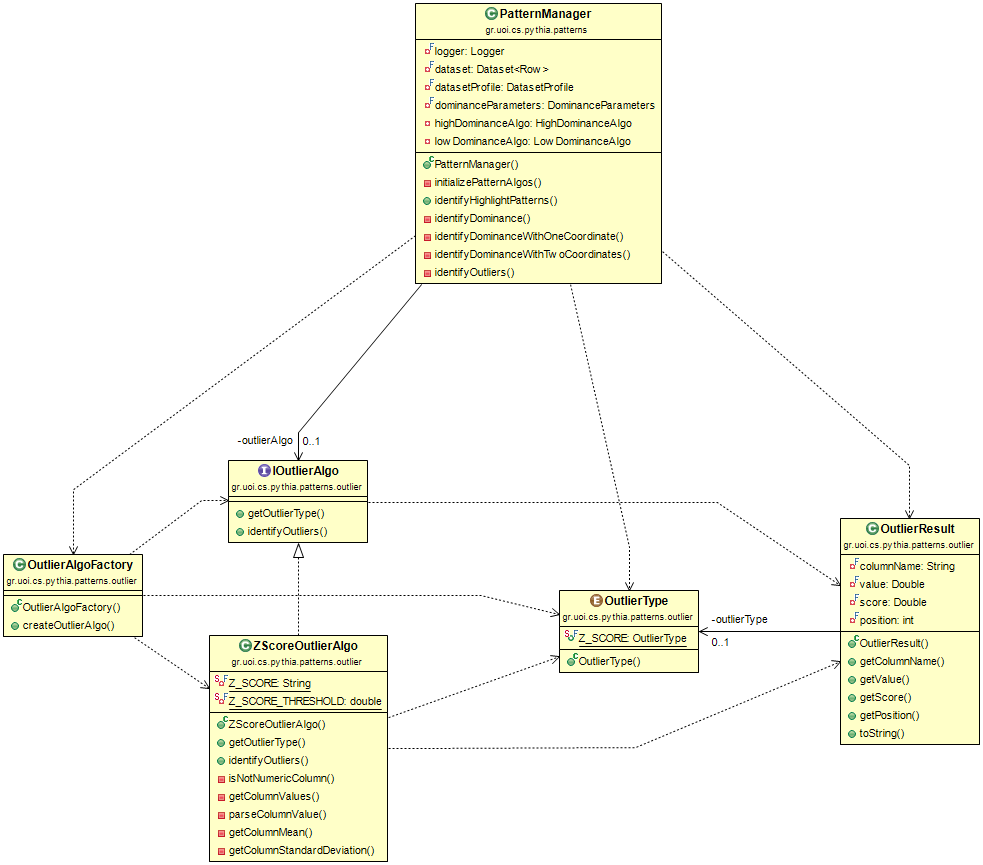 PatternManager
gr.uoi.cs.pythia.patterns
logger: Logger
dataset: Dataset<Row>
datasetProfile: DatasetProfile
dominanceParameters: DominanceParameters
highDominanceAlgo: HighDominanceAlgo
lowDominanceAlgo: LowDominanceAlgo
PatternManager()
initializePatternAlgos()
identifyHighlightPatterns()
identifyDominance()
identifyDominanceWithOneCoordinate()
identifyDominanceWithTwoCoordinates()
identifyOutliers()
-outlierAlgo 0..1
IOutlierAlgo
gr.uoi.cs.pythia.patterns.outlier
getOutlierType()
identifyOutliers()
OutlierAlgoFactory
gr.uoi.cs.pythia.patterns.outlier
OutlierAlgoFactory()
createOutlierAlgo()
ZScoreOutlierAlgo
gr.uoi.cs.pythia.patterns.outlier
Z_SCORE: String
Z_SCORE_THRESHOLD: double
ZScoreOutlierAlgo()
getOutlierType()
identifyOutliers()
isNotNumericColumn()
getColumnValues()
parseColumnValue()
getColumnMean()
getColumnStandardDeviation()
OutlierType
gr.uoi.cs.pythia.patterns.outlier
Z_SCORE: OutlierType
OutlierType()
-outlierType
0..1
OutlierResult
gr.uoi.cs.pythia.patterns.outlier
columnName: String
value: Double
score: Double
position: int
OutlierResult()
getColumnName()
getValue()
getScore()
getPosition()
toString()